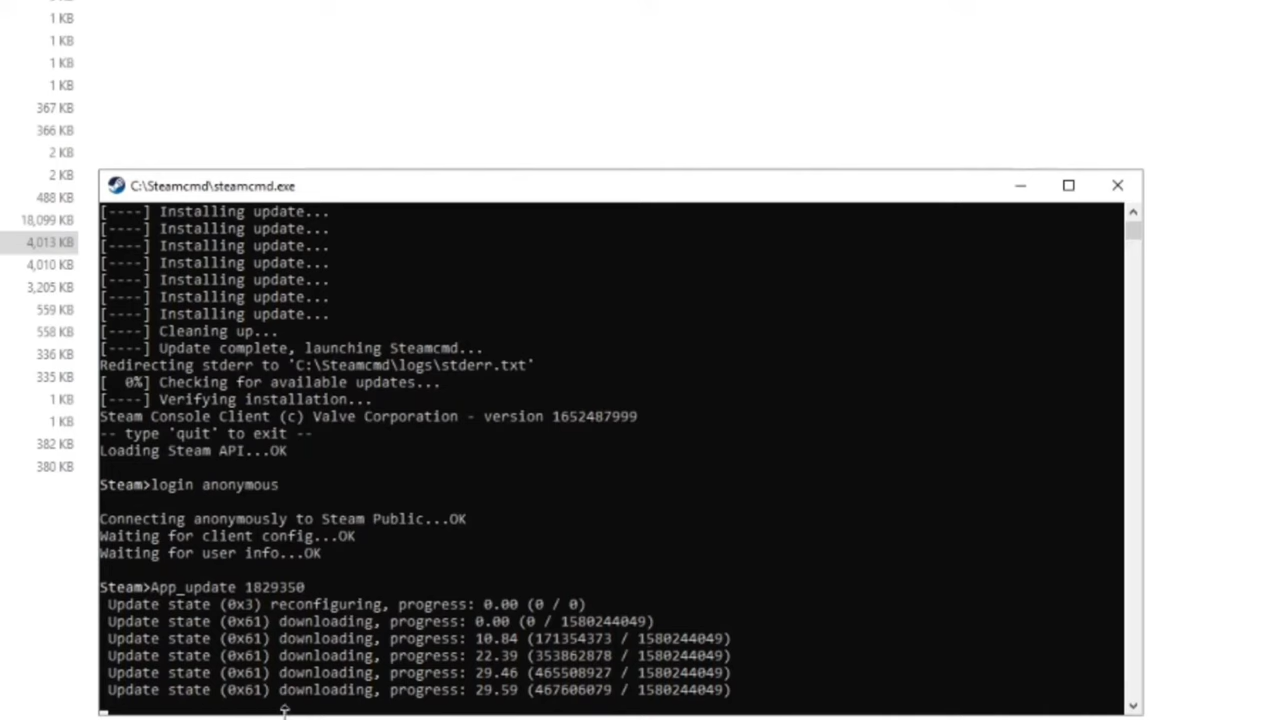 1 KB
1 KB
1 KB
1 KB
367 KB
366 KB
2 KB
2 KB
488 KB
18,099 KB
4,013 KB
4,010 KB
3,205 KB
559 KB
558 KB
336 KB
335 KB
1 KB
1 KB
382 KB
380 KB
C:\Steamcmd\steamcmd.exe
[----] Installing update...
[----] Installing update...
[----] Installing update...
[----] Installing update...
[----] Installing update...
[----] Installing update...
[----] Installing update...
[----] Cleaning up...
[----] Update complete, launching Steamcmd...
Redirecting stderr to 'C:\Steamcmd\logs\stderr.txt'
[  0%] Checking for available updates...
[----] Verifying installation...
Steam Console Client (c) Valve Corporation - version 1652487999
-- type 'quit' to exit --
Loading Steam API...OK
Steam>login anonymous
Connecting anonymously to Steam Public...OK
Waiting for client config...OK
Waiting for user info...OK
Steam>App_update 1829350
Update state (0x3) reconfiguring, progress: 0.00 (0 / 0)
Update state (0x61) downloading, progress: 0.00 (0 / 1580244049)
Update state (0x61) downloading, progress: 10.84 (171354373 / 1580244049)
Update state (0x61) downloading, progress: 22.39 (353862878 / 1580244049)
Update state (0x61) downloading, progress: 29.46 (465508927 / 1580244049)
Update state (0x61) downloading, progress: 29.59 (467606079 / 1580244049)